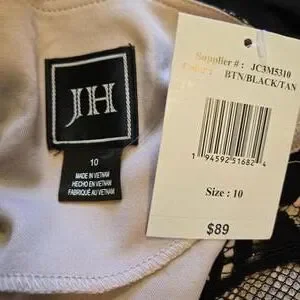 JH
10
MADE IN VIETNAM
HECHO EN VIETNAM
FABRIQUÉ AU VIETNAM
Supplier # : JC3M5310
Color : BTN/BLACK/TAN
1 94592 51682 4
Size : 10
$89